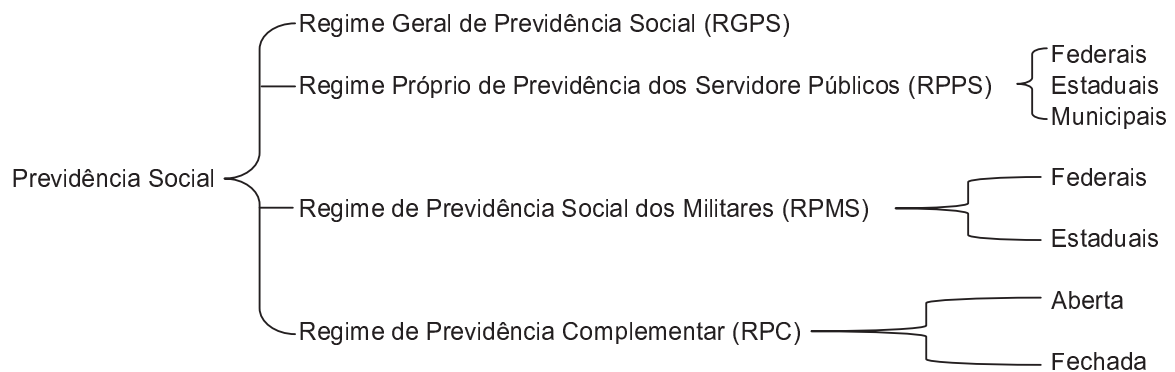 Regime Geral de Previdência Social (RGPS)
Regime Próprio de Previdência dos Servidore Públicos (RPPS)
Federais
Estaduais
Municipais
Previdência Social
Regime de Previdência Social dos Militares (RPMS)
Federais
Estaduais
Regime de Previdência Complementar (RPC)
Aberta
Fechada